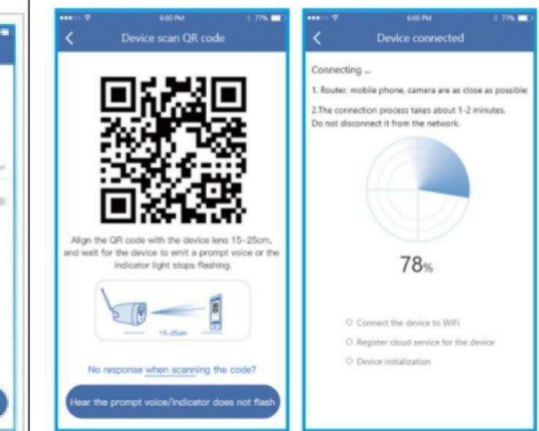 6:00 PM
77%
Device scan QR code
Align the QR code with the device lens 15-25cm,
and wait for the device to emit a prompt voice or the
indicator light stops flashing.
15-25cm
No response when scanning the code?
Hear the prompt voice/indicator does not flash
6:00 PM
77%
Device connected
Connecting ...
1. Router, mobile phone, camera are as close as possible;
2.The connection process takes about 1-2 minutes.
Do not disconnect it from the network.
78%
Connect the device to WiFi
Register cloud service for the device
Device initialization